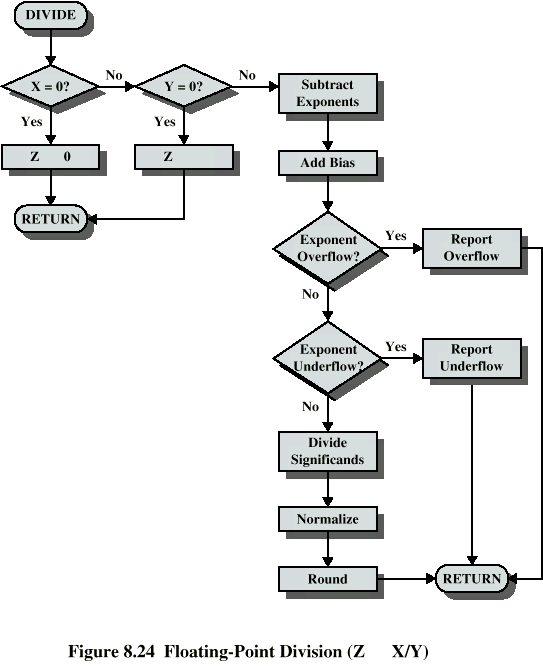 DIVIDE
X = 0?
No
Y = 0?
No
Subtract
Exponents
Yes
Yes
Z 0
Z
Add Bias
RETURN
Exponent
Overflow?
Yes
Report
Overflow
No
Exponent
Underflow?
Yes
Report
Underflow
No
Divide
Significands
Normalize
Round
RETURN
Figure 8.24 Floating-Point Division (Z X/Y)